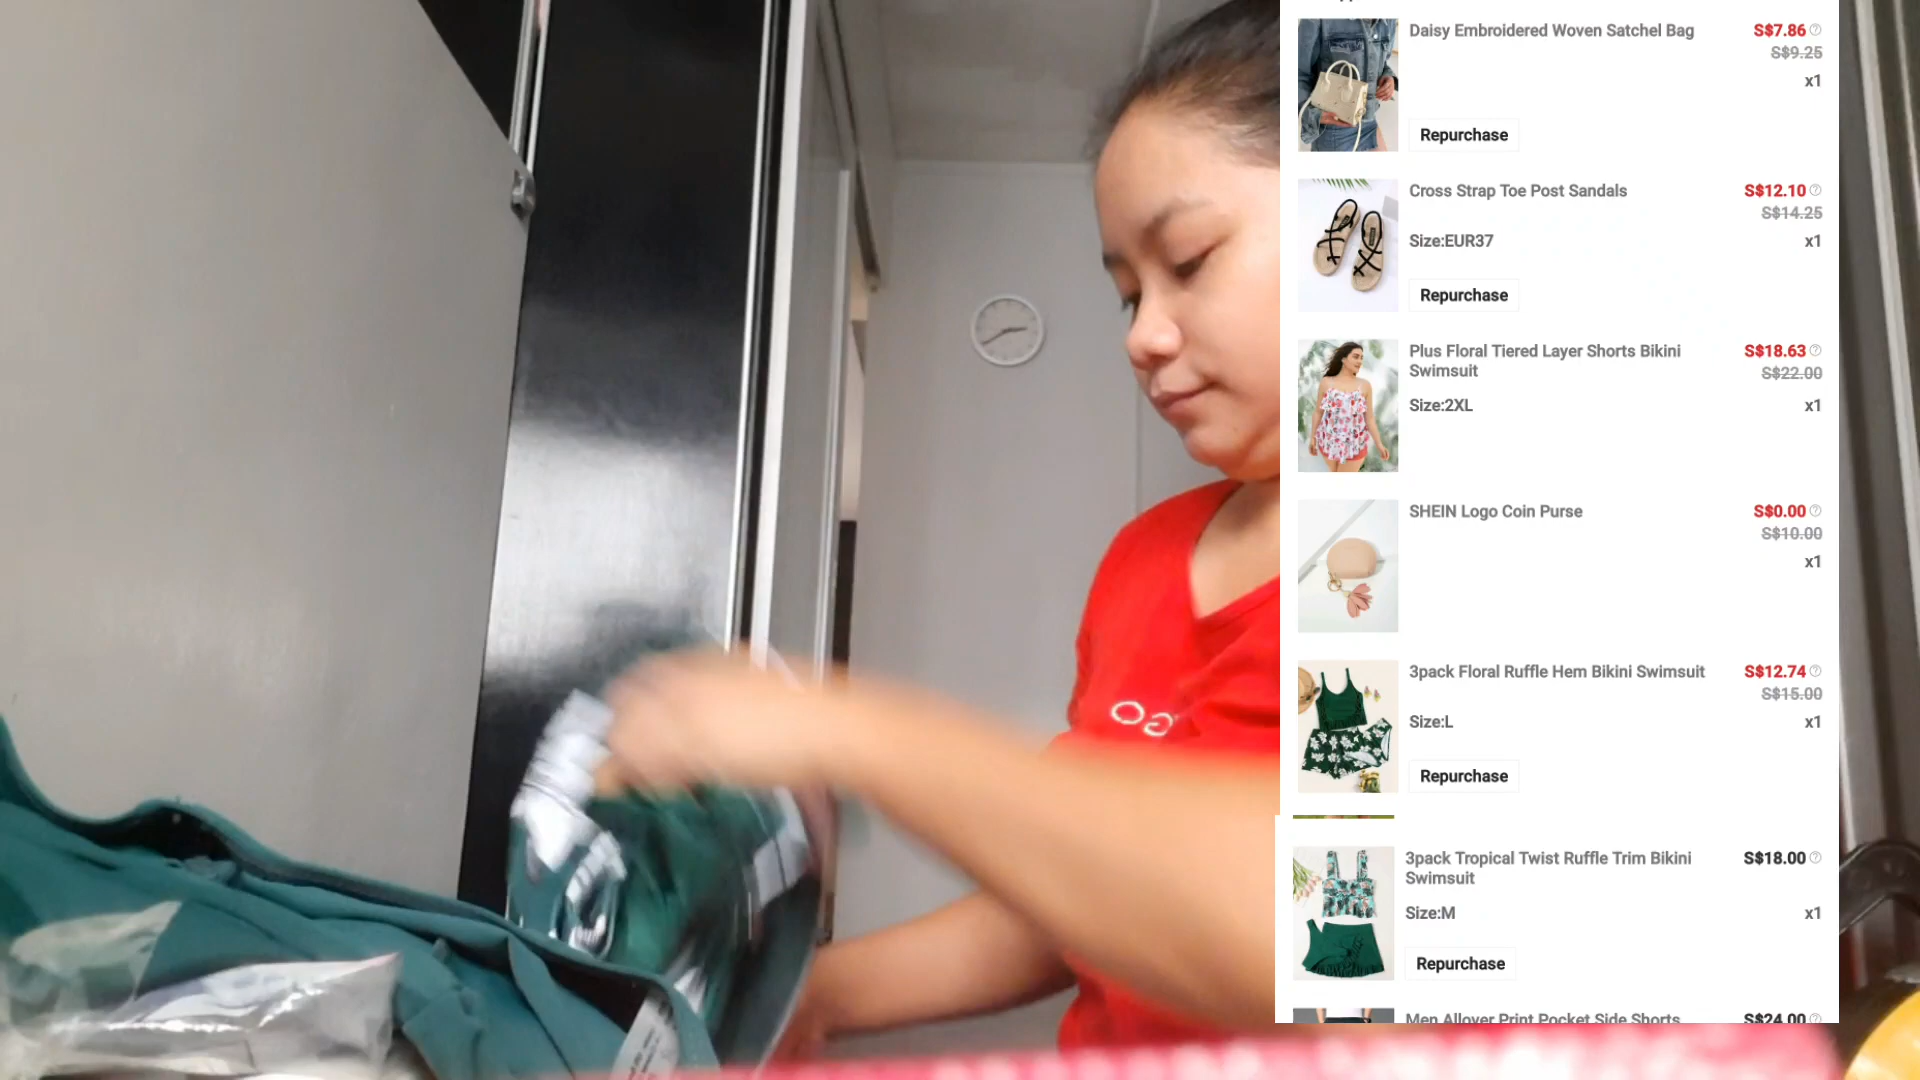 Daisy Embroidered Woven Satchel Bag S$7.86
S$9.25
x1
Repurchase
Cross Strap Toe Post Sandals S$12.10
S$14.25
Size:EUR37 x1
Repurchase
Plus Floral Tiered Layer Shorts Bikini S$18.63
Swimsuit S$22.00
Size:2XL x1
SHEIN Logo Coin Purse S$0.00
S$10.00
x1
3pack Floral Ruffle Hem Bikini Swimsuit S$12.74
S$15.00
Size:L x1
Repurchase
3pack Tropical Twist Ruffle Trim Bikini S$18.00
Swimsuit
Size:M x1
Repurchase
Men Allover Print Pocket Side Shorts S$24.00